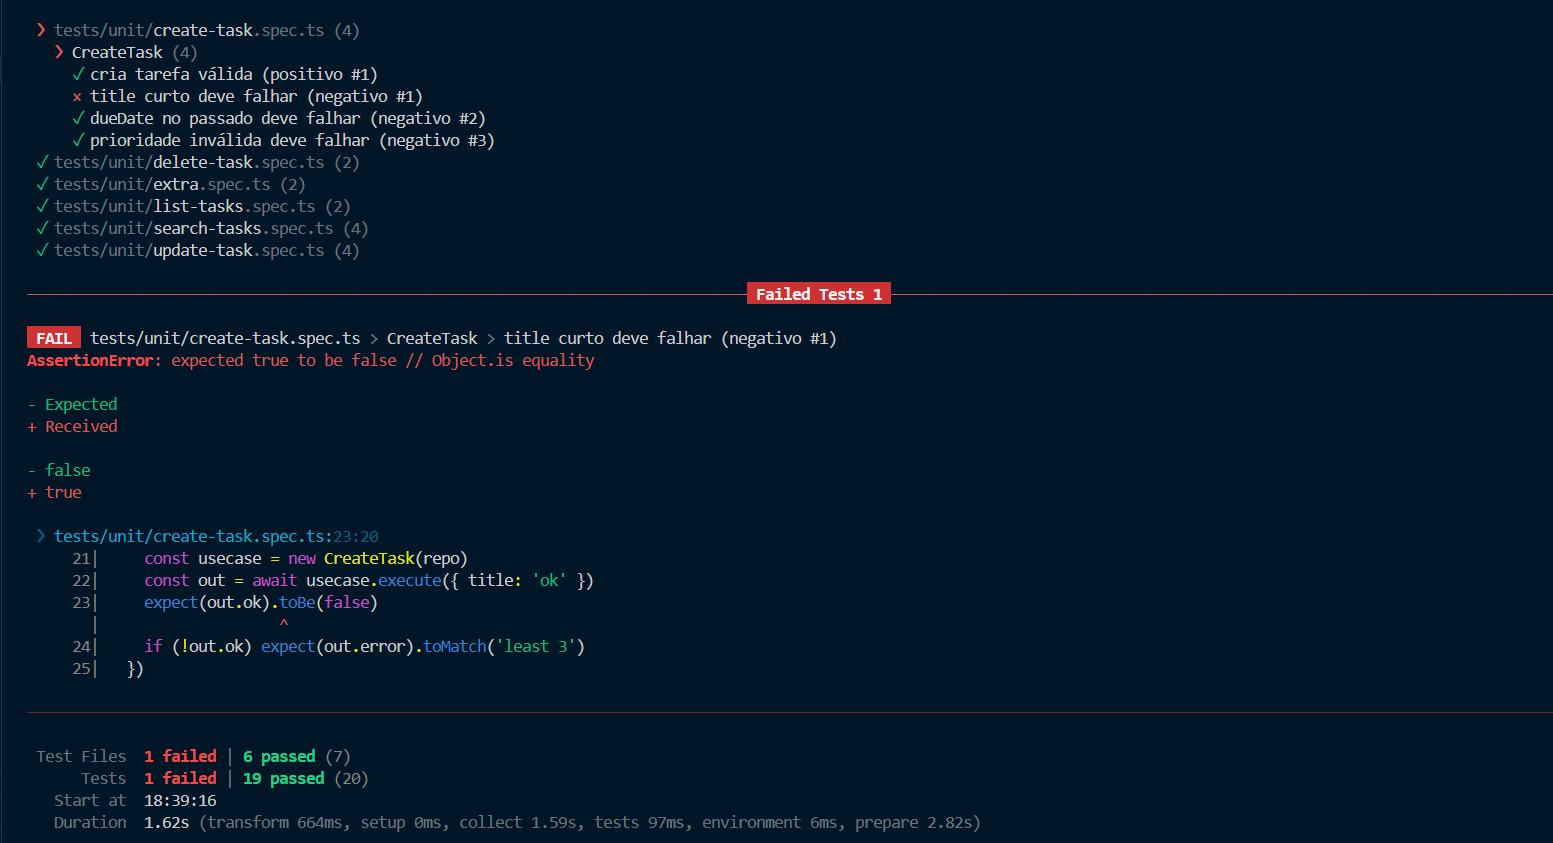 ❯ tests/unit/create-task.spec.ts (4)
❯ CreateTask (4)
✓ cria tarefa válida (positivo #1)
× title curto deve falhar (negativo #1)
✓ dueDate no passado deve falhar (negativo #2)
✓ prioridade inválida deve falhar (negativo #3)
✓ tests/unit/delete-task.spec.ts (2)
✓ tests/unit/extra.spec.ts (2)
✓ tests/unit/list-tasks.spec.ts (2)
✓ tests/unit/search-tasks.spec.ts (4)
✓ tests/unit/update-task.spec.ts (4)
Failed Tests 1
FAIL tests/unit/create-task.spec.ts > CreateTask > title curto deve falhar (negativo #1)
AssertionError: expected true to be false // Object.is equality
- Expected
+ Received
- false
+ true
❯ tests/unit/create-task.spec.ts:23:20
21| const usecase = new CreateTask(repo)
22| const out = await usecase.execute({ title: 'ok' })
23| expect(out.ok).toBe(false)
| ^
24| if (!out.ok) expect(out.error).toMatch('least 3')
25| })
Test Files 1 failed | 6 passed (7)
Tests 1 failed | 19 passed (20)
Start at 18:39:16
Duration 1.62s (transform 664ms, setup 0ms, collect 1.59s, tests 97ms, environment 6ms, prepare 2.82s)